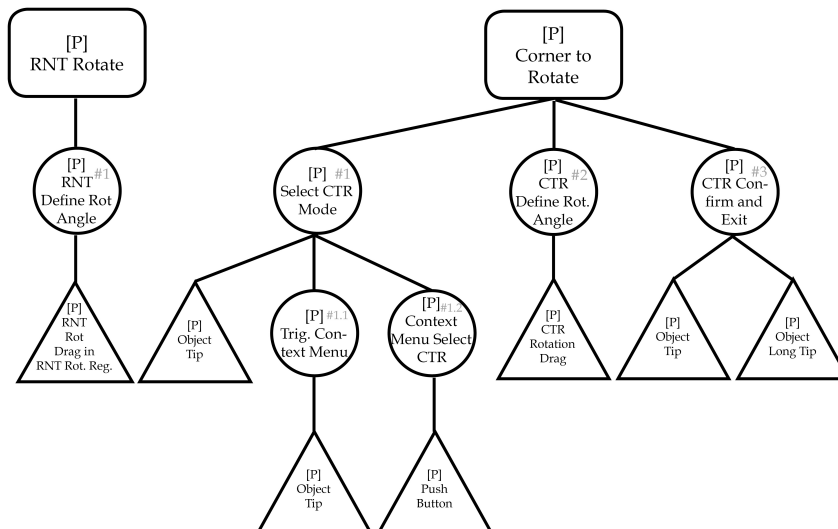 [P]
RNT Rotate
[P]
Corner to
Rotate
[P] #1
RNT
Define Rot
Angle
[P] #1
Select CTR
Mode
[P] #2
CTR
Define Rot.
Angle
[P] #3
CTR Con-
firm and
Exit
[P]
RNT
Rot
Drag in
RNT Rot. Reg.
[P]
Object
Tip
[P] #1.1
Trig. Con-
text Menu
[P] #1.2
Context
Menu Select
CTR
[P]
CTR
Rotation
Drag
[P]
Object
Tip
[P]
Object
Long Tip
[P]
Object
Tip
[P]
Push
Button